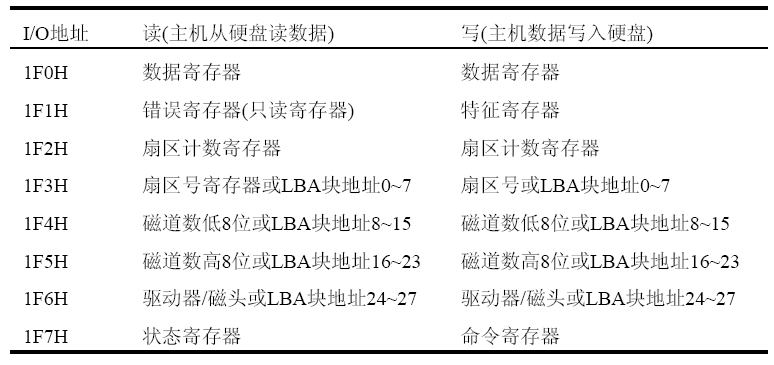 I/O地址 读(主机从硬盘读数据) 写(主机数据写入硬盘)
1F0H 数据寄存器 数据寄存器
1F1H 错误寄存器(只读寄存器) 特征寄存器
1F2H 扇区计数寄存器 扇区计数寄存器
1F3H 扇区号寄存器或LBA块地址0~7 扇区号或LBA块地址0~7
1F4H 磁道数低8位或LBA块地址8~15 磁道数低8位或LBA块地址8~15
1F5H 磁道数高8位或LBA块地址16~23 磁道数高8位或LBA块地址16~23
1F6H 驱动器/磁头或LBA块地址24~27 驱动器/磁头或LBA块地址24~27
1F7H 状态寄存器 命令寄存器